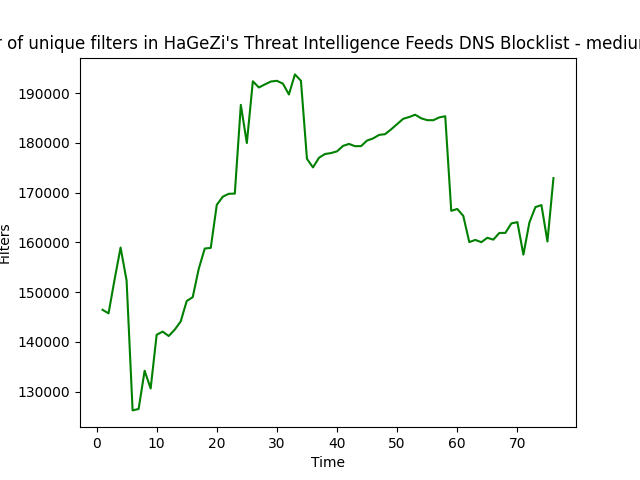 r of unique filters in HaGeZi's Threat Intelligence Feeds DNS Blocklist - mediu
Filters
190000
180000
170000
160000
150000
140000
130000
0 10 20 30 40 50 60 70
Time